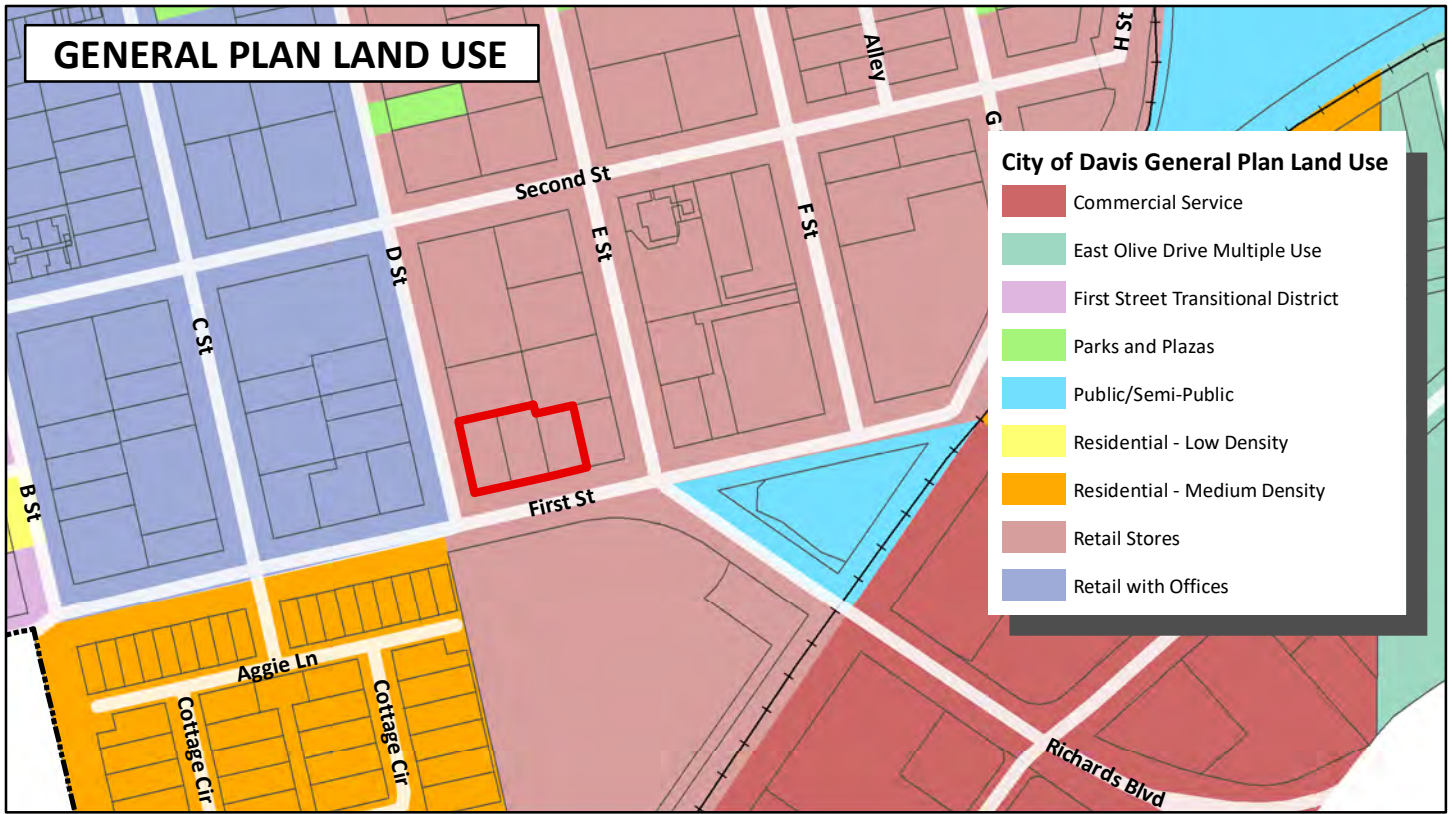 GENERAL PLAN LAND USE
H St
Alley
G
Second St
E St
F St
D St
C St
B St
First St
Aggie Ln
Cottage Cir
Cottage Cir
Richards Blvd
City of Davis General Plan Land Use
Commercial Service
East Olive Drive Multiple Use
First Street Transitional District
Parks and Plazas
Public/Semi-Public
Residential - Low Density
Residential - Medium Density
Retail Stores
Retail with Offices